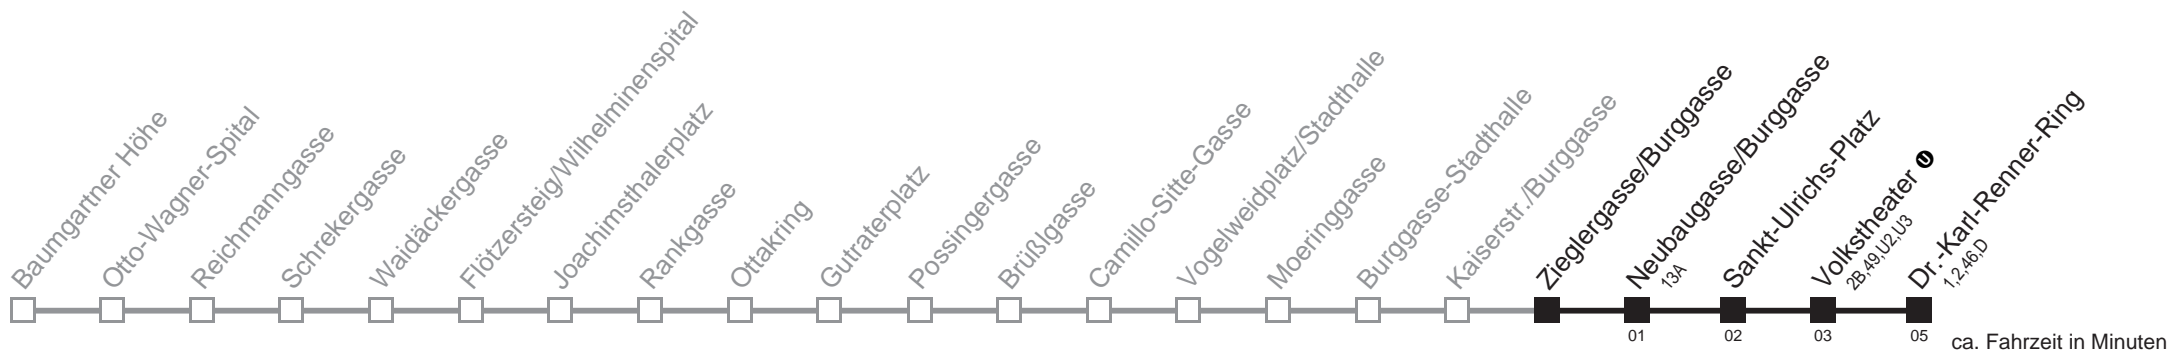 Baumgartner Höhe
Otto-Wagner-Spital
Reichmanngasse
Schrekergasse
Waidäckergasse
Flötzersteig/Wilhelminenspital
Joachimsthalerplatz
Rankgasse
Ottakring
Gutraterplatz
Possingergasse
Brüßlgasse
Camillo-Sitte-Gasse
Vogelweidplatz/Stadthalle
Moeringgasse
Burggasse-Stadthalle
Kaiserstr./Burggasse
Zieglergasse/Burggasse
Neubaugasse/Burggasse
13A
Sankt-Ulrichs-Platz
Volkstheater U
2B,49,U2,U3
Dr.-Karl-Renner-Ring
1,2,46,D
01
02
03
05
ca. Fahrzeit in Minuten